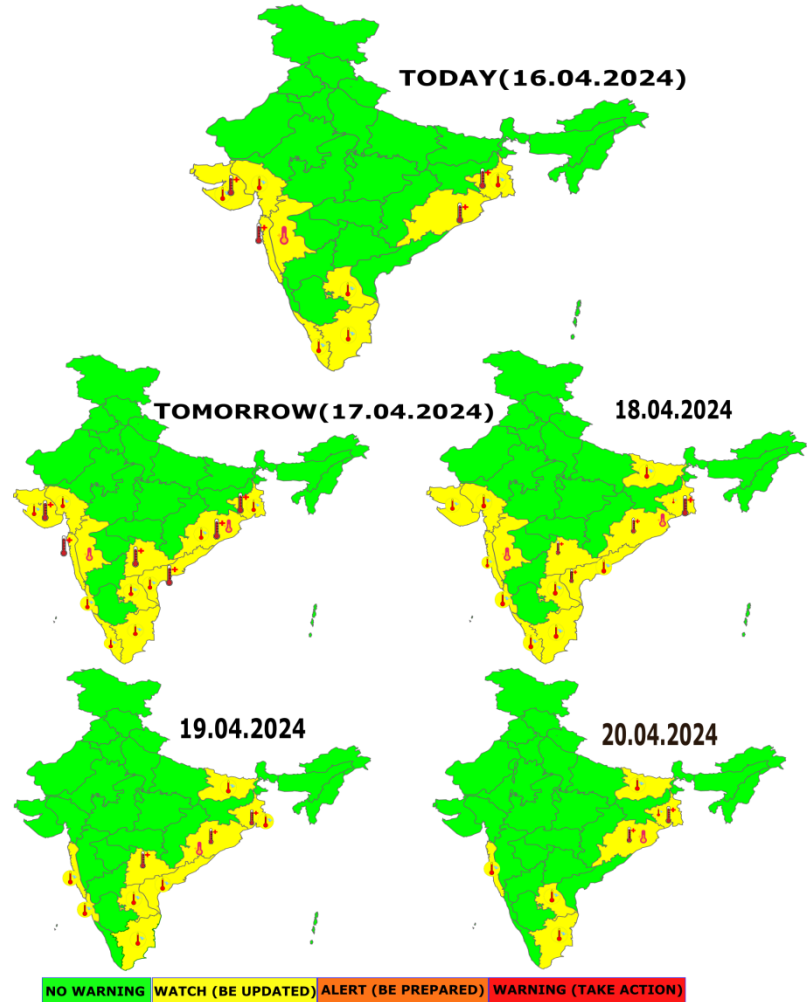 TODAY(16.04.2024)
TOMORROW(17.04.2024)
18.04.2024
19.04.2024
20.04.2024
NO WARNING WATCH (BE UPDATED) ALERT (BE PREPARED) WARNING (TAKE ACTION)